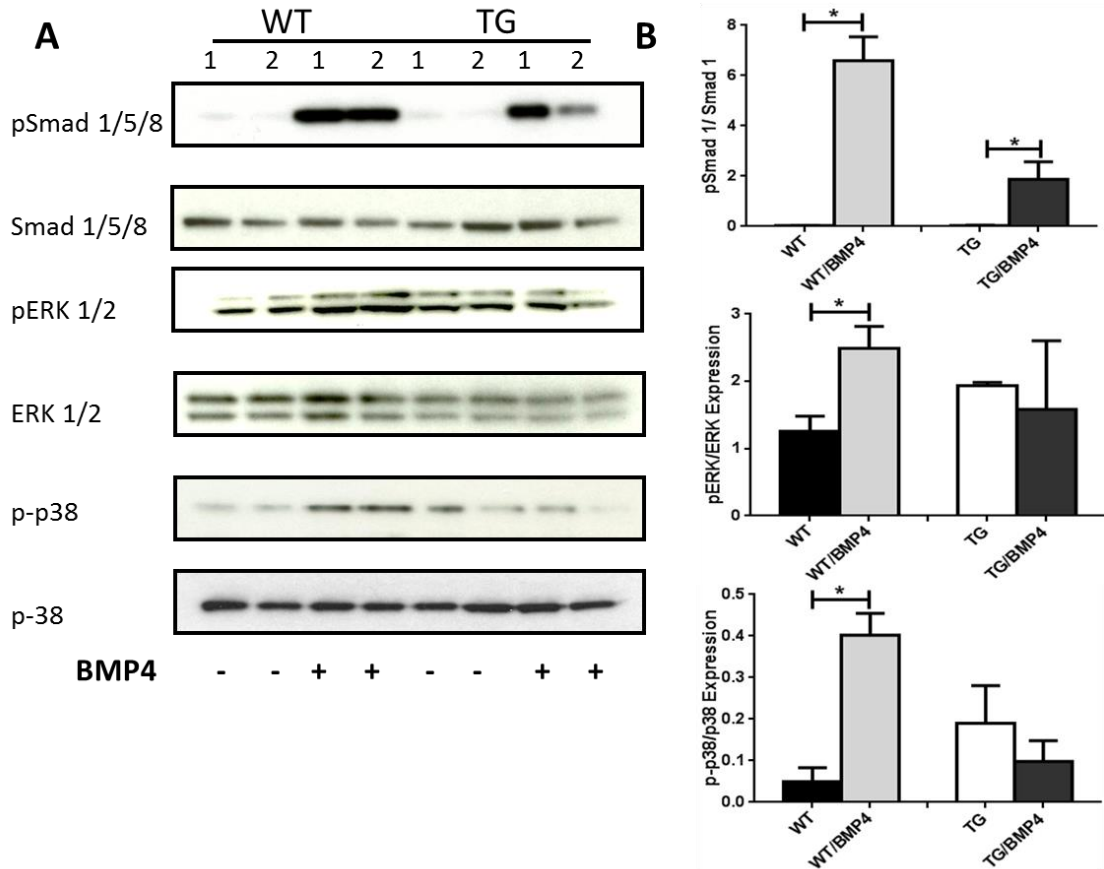 A
WT TG
1 2 1 2 1 2 1 2
pSmad 1/5/8
Smad 1/5/8
pERK 1/2
ERK 1/2
p-p38
p-38
BMP4 - - + + - - + +
B
pSmad 1/ Smad 1
8
6
4
2
0
*
*
WT
WT/BMP4
TG
TG/BMP4
pERK/ERK Expression
3
2
1
0
*
WT
WT/BMP4
TG
TG/BMP4
p-p38/p38 Expression
0.5
0.4
0.3
0.2
0.1
0.0
*
WT
WT/BMP4
TG
TG/BMP4